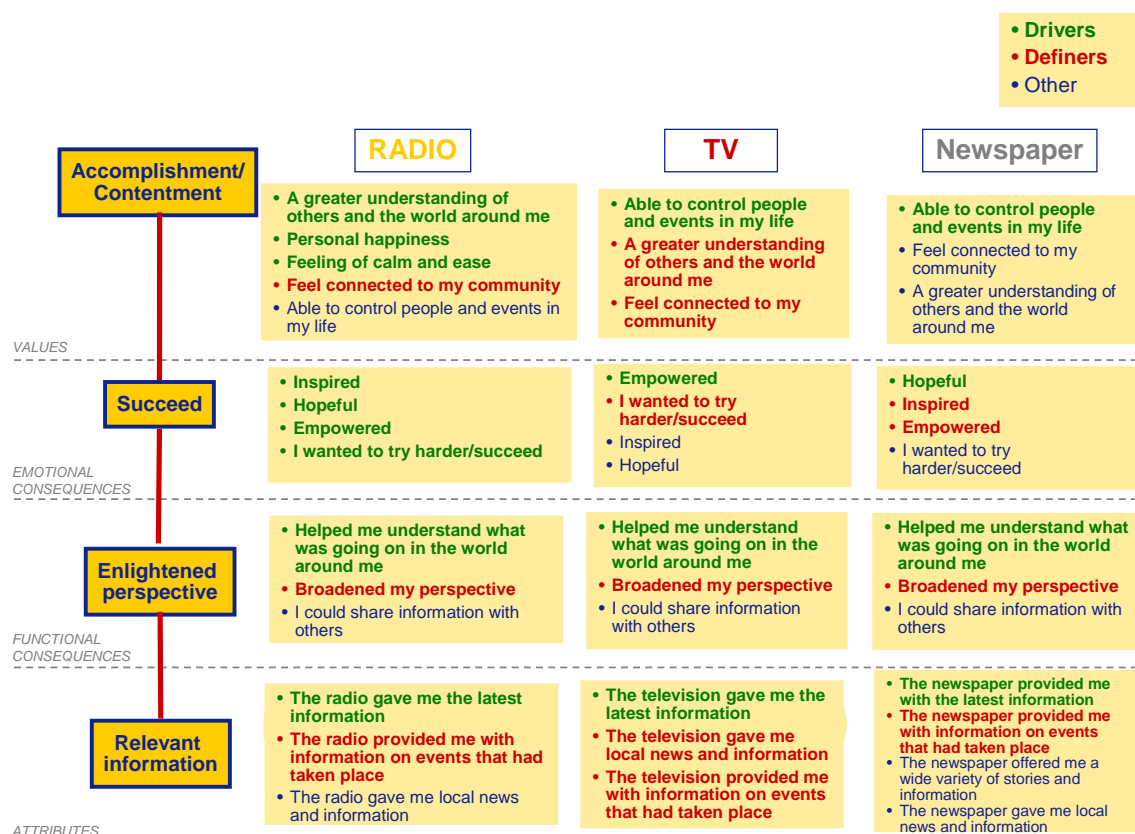 • Drivers
• Definers
• Other
RADIO
TV
Newspaper
Accomplishment/
Contentment
• A greater understanding of
others and the world around me
• Personal happiness
• Feeling of calm and ease
• Feel connected to my community
• Able to control people and events in
my life
• Able to control people
and events in my life
• A greater understanding
of others and the world
around me
• Feel connected to my
community
• Able to control people
and events in my life
• Feel connected to my
community
• A greater understanding of
others and the world
around me
VALUES
Succeed
• Inspired
• Hopeful
• Empowered
• I wanted to try harder/succeed
• Empowered
• I wanted to try
harder/succeed
• Inspired
• Hopeful
• Hopeful
• Inspired
• Empowered
• I wanted to try
harder/succeed
EMOTIONAL
CONSEQUENCES
Enlightened
perspective
• Helped me understand what
was going on in the world
around me
• Broadened my perspective
• I could share information with
others
• Helped me understand
what was going on in the
world around me
• Broadened my perspective
• I could share information
with others
• Helped me understand what
was going on in the world
around me
• Broadened my perspective
• I could share information with
others
FUNCTIONAL
CONSEQUENCES
Relevant
information
• The radio gave me the latest
information
• The radio provided me with
information on events that had
taken place
• The radio gave me local news
and information
• The television gave me the
latest information
• The television gave me
local news and information
• The television provided me
with information on events
that had taken place
• The newspaper provided me
with the latest information
• The newspaper provided me
with information on events
that had taken place
• The newspaper offered me a
wide variety of stories and
information
• The newspaper gave me local
news and information
ATTRIBUTES